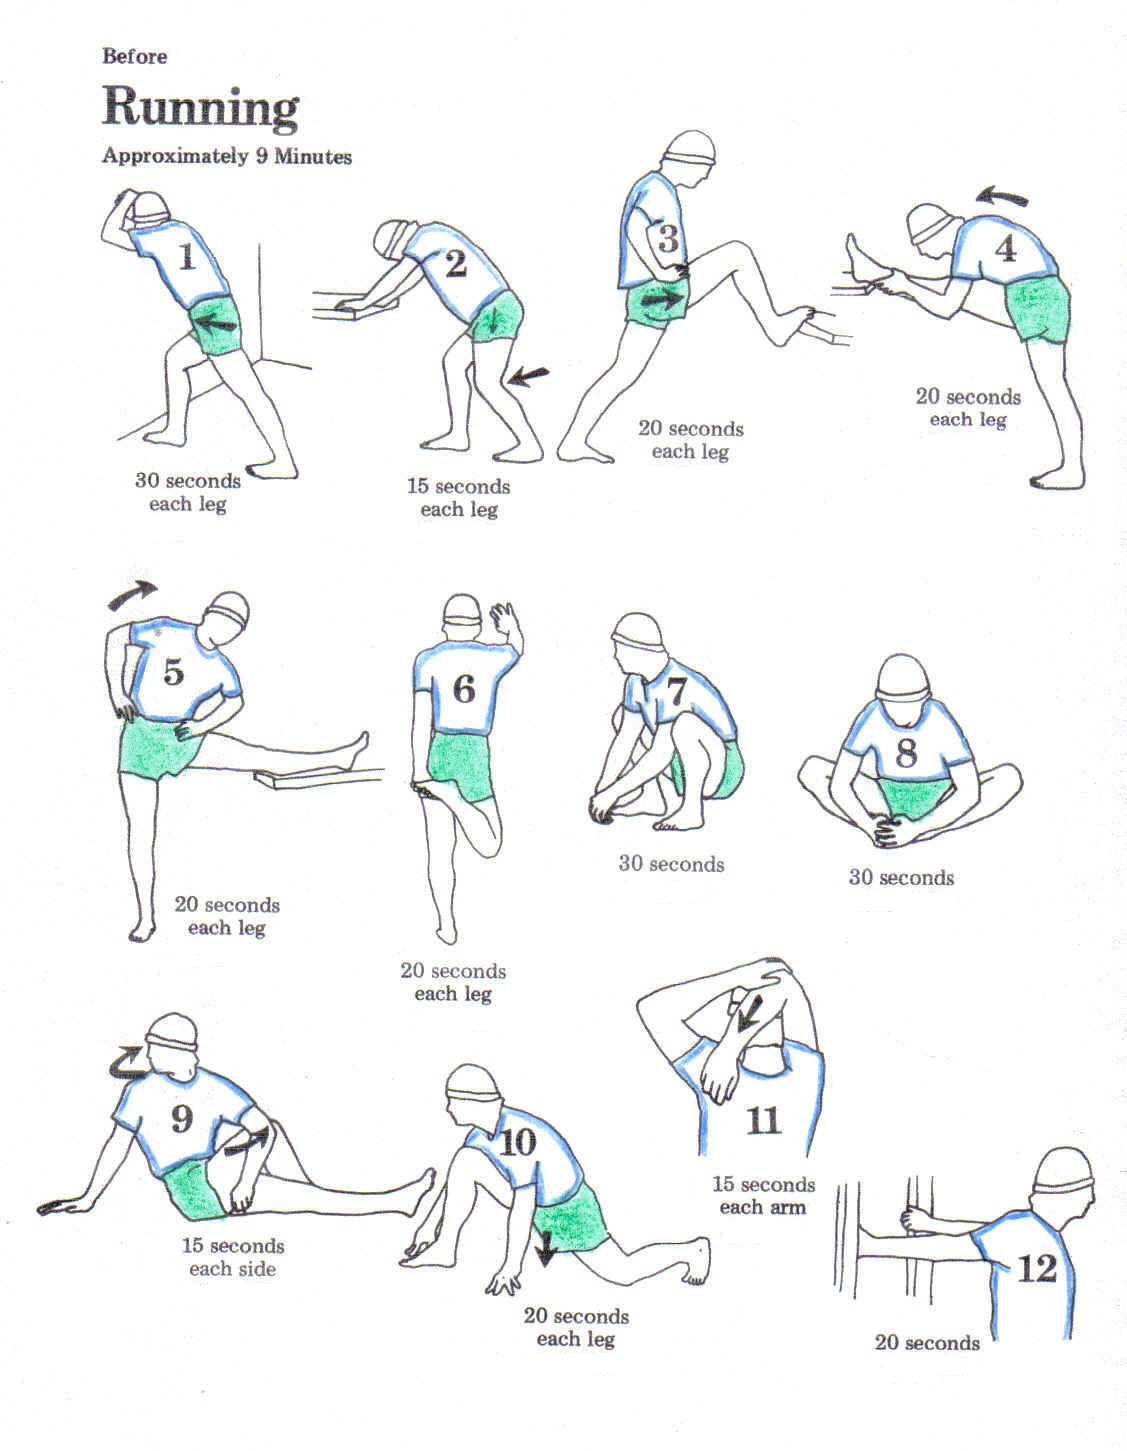 Before
Running
Approximately 9 Minutes
1
30 seconds
each leg
2
15 seconds
each leg
3
20 seconds
each leg
4
20 seconds
each leg
5
20 seconds
each leg
6
20 seconds
each leg
7
30 seconds
8
30 seconds
9
15 seconds
each side
10
20 seconds
each leg
11
15 seconds
each arm
12
20 seconds